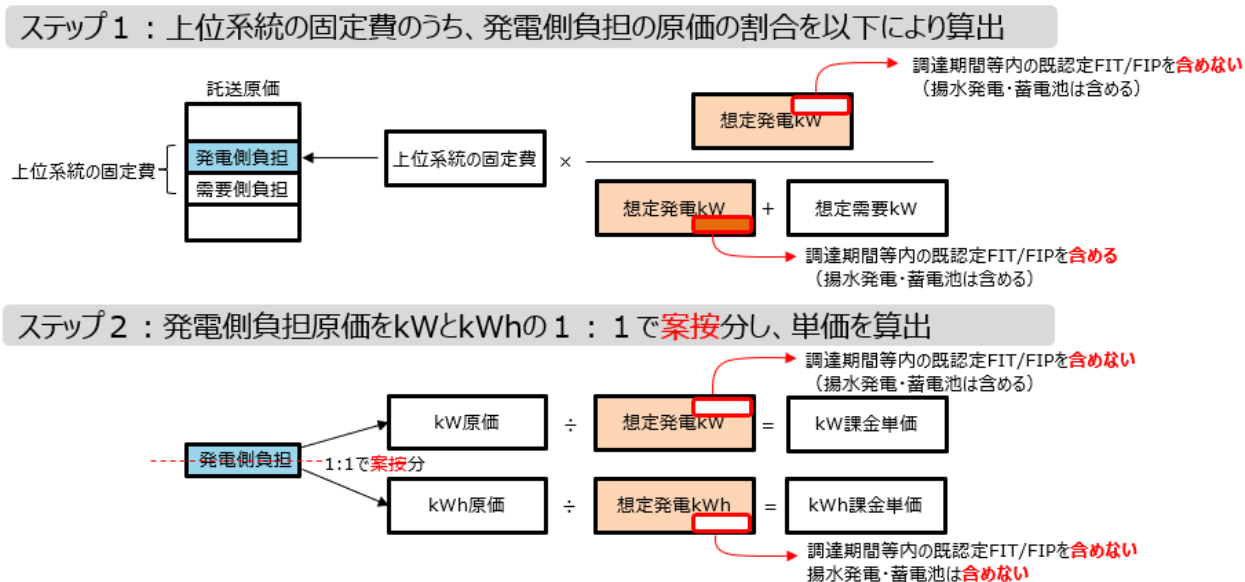 ステップ1：上位系統の固定費のうち、発電側負担の原価の割合を以下により算出
調達期間等内の既認定FIT/FIPを含めない
（揚水発電・蓄電池は含める）
託送原価
想定発電kW
上位系統の固定費
発電側負担
需要側負担
上位系統の固定費
×
想定発電kW
+
想定需要kW
調達期間等内の既認定FIT/FIPを含める
（揚水発電・蓄電池は含める）
ステップ2：発電側負担原価をkWとkWhの1：1で案按分し、単価を算出
調達期間等内の既認定FIT/FIPを含めない
（揚水発電・蓄電池は含める）
kW原価 ÷ 想定発電kW = kW課金単価
発電側負担
1:1で案按分
kWh原価 ÷ 想定発電kWh = kWh課金単価
調達期間等内の既認定FIT/FIPを含めない
揚水発電・蓄電池は含めない